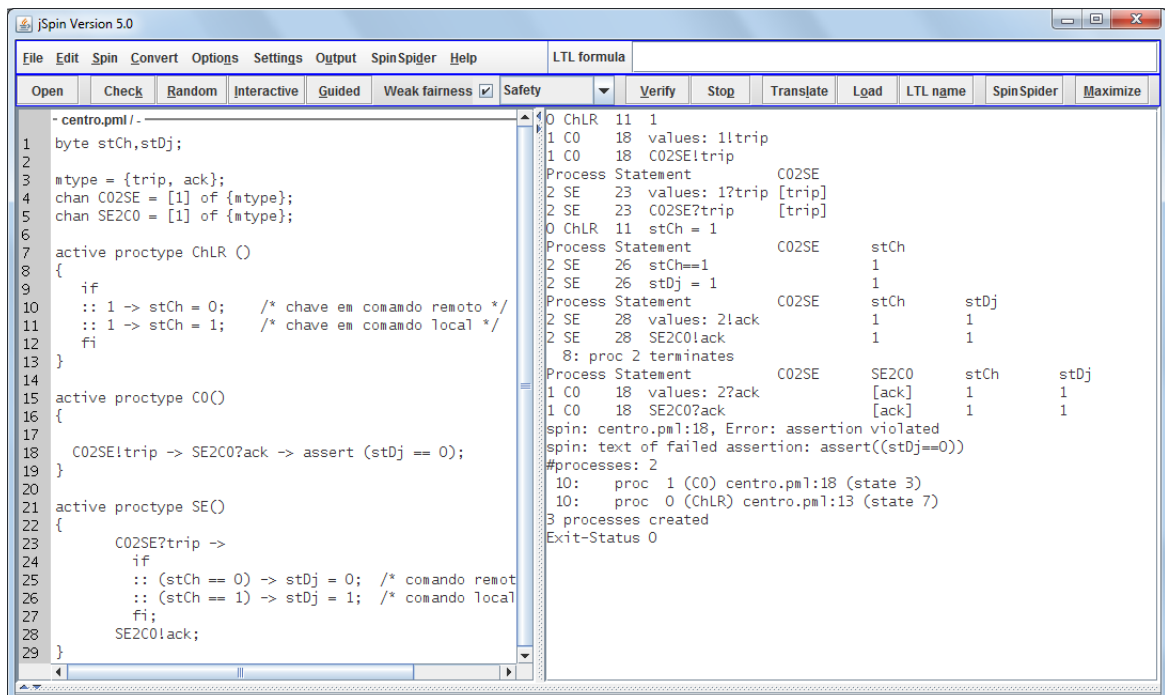 jSpin Version 5.0
File Edit Spin Convert Options Settings Output SpinSpider Help LTL formula
Open Check Random Interactive Guided Weak fairness Safety Verify Stop Translate Load LTL name SpinSpider Maximize
centro.pml / -
1 byte stCh,stDj;
2
3 mtype = {trip, ack};
4 chan CO2SE = [1] of {mtype};
5 chan SE2CO = [1] of {mtype};
6
7 active proctype ChLR ()
8 {
9 if
10 :: 1 -> stCh = 0; /* chave em comando remoto */
11 :: 1 -> stCh = 1; /* chave em comando local */
12 fi
13 }
14
15 active proctype CO()
16 {
17
18 CO2SE!trip -> SE2CO?ack -> assert (stDj == 0);
19 }
20
21 active proctype SE()
22 {
23 CO2SE?trip ->
24 if
25 :: (stCh == 0) -> stDj = 0; /* comando remot
26 :: (stCh == 1) -> stDj = 1; /* comando local
27 fi;
28 SE2CO!ack;
29 }
0 ChLR 11 1
1 CO 18 values: 1!trip
1 CO 18 CO2SE!trip
Process Statement CO2SE
2 SE 23 values: 1?trip [trip]
2 SE 23 CO2SE?trip [trip]
0 ChLR 11 stCh = 1
Process Statement CO2SE stCh
2 SE 26 stCh==1 1
2 SE 26 stDj = 1 1
Process Statement CO2SE stCh stDj
2 SE 28 values: 2!ack 1 1
2 SE 28 SE2CO!ack 1 1
8: proc 2 terminates
Process Statement CO2SE SE2CO stCh stDj
1 CO 18 values: 2?ack [ack] 1 1
1 CO 18 SE2CO?ack [ack] 1 1
spin: centro.pml:18, Error: assertion violated
spin: text of failed assertion: assert((stDj==0))
#processes: 2
10: proc 1 (CO) centro.pml:18 (state 3)
10: proc 0 (ChLR) centro.pml:13 (state 7)
3 processes created
Exit-Status 0